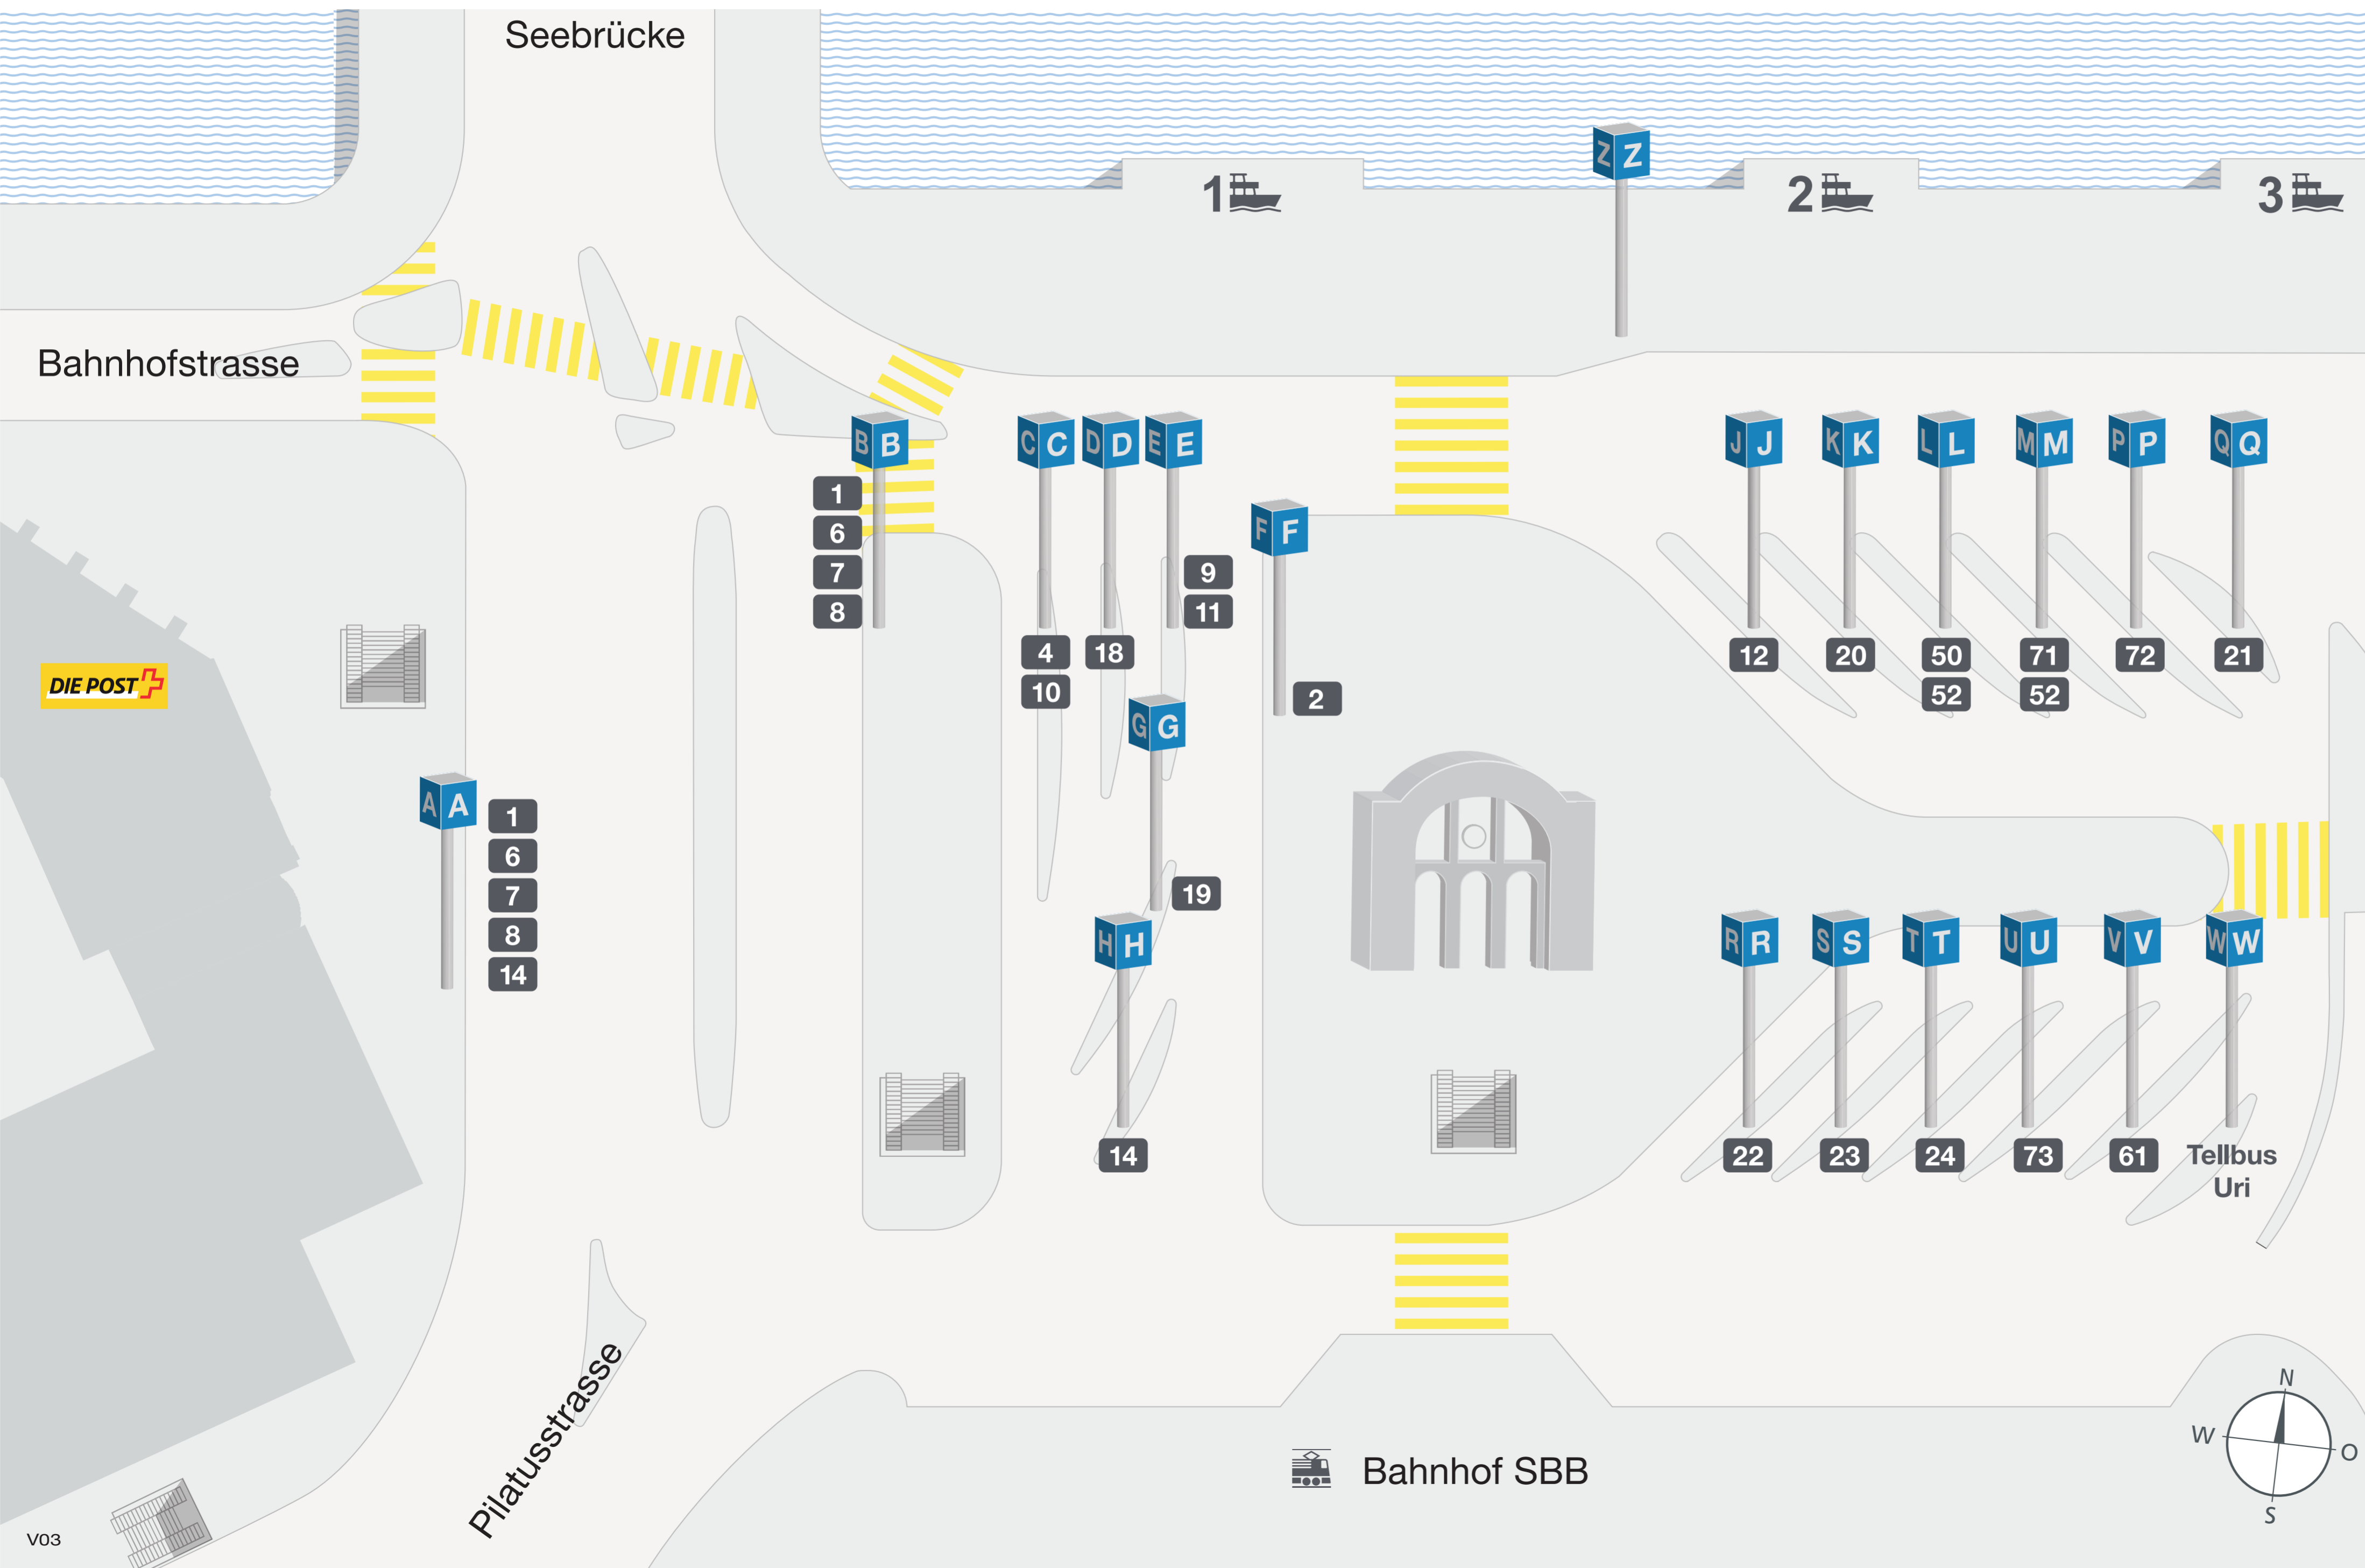 Seebrücke
Z Z
1
2
3
Bahnhofstrasse
B B
1
6
7
8
C C
4
10
D D
18
E E
9
11
F F
2
J J
12
K K
20
L L
50
52
M M
71
52
P P
72
Q Q
21
DIE POST
A A
1
6
7
8
14
G G
19
H H
14
R R
22
S S
23
T T
24
U U
73
V V
61
W W
Tellbus
Uri
Pilatusstrasse
Bahnhof SBB
N
W
O
S
V03